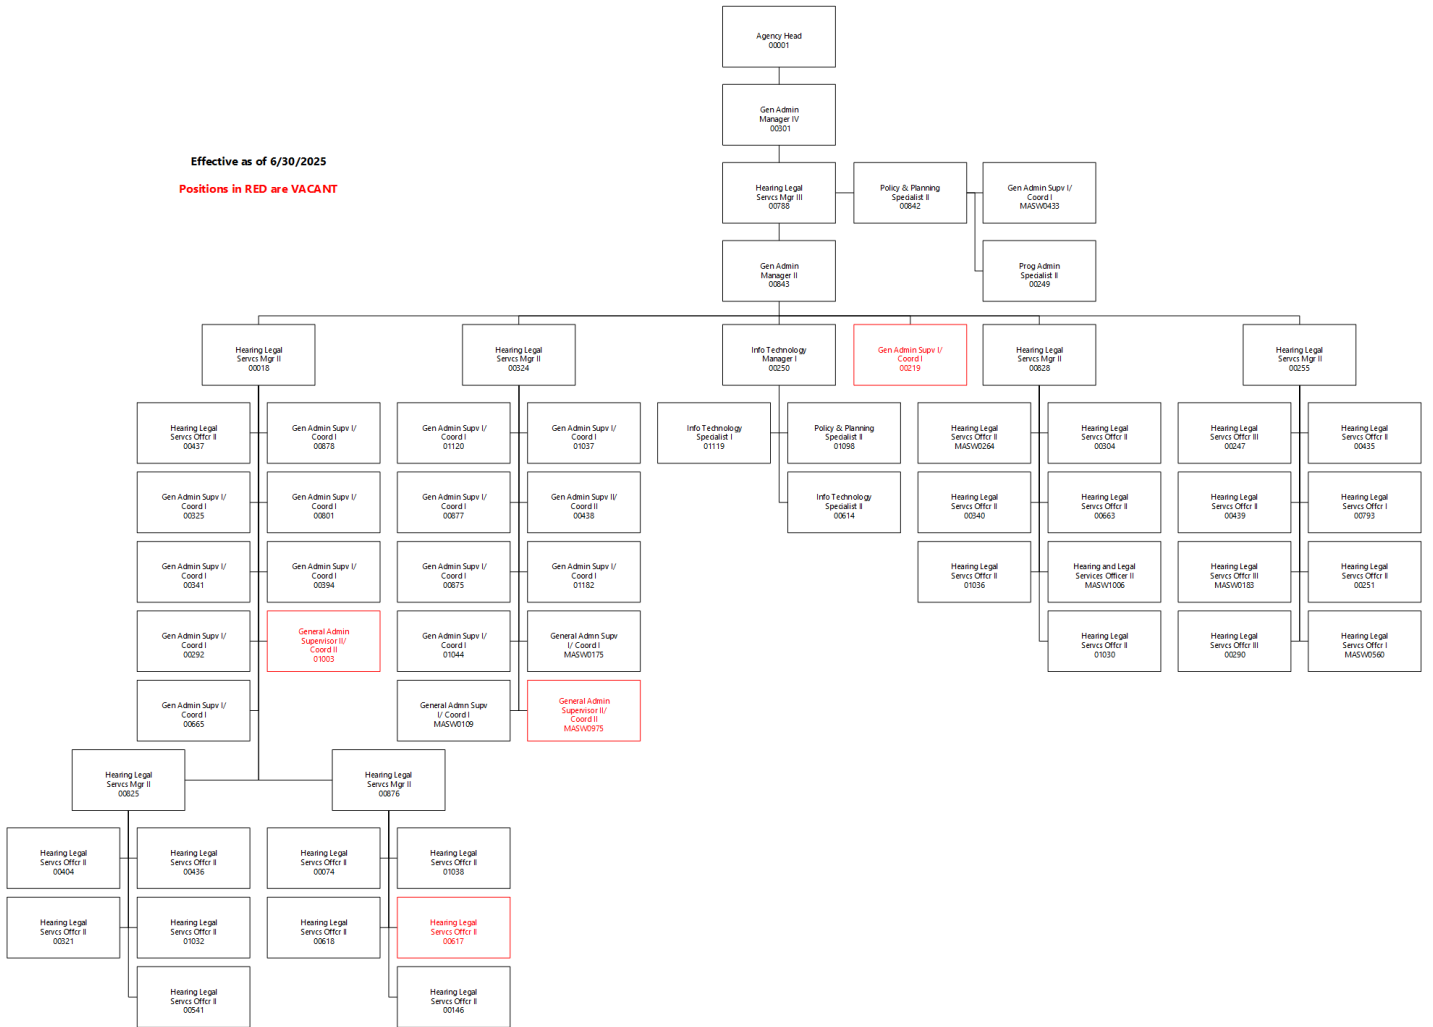 Agency Head
00001
Gen Admin
Manager IV
00301
Effective as of 6/30/2025
Positions in RED are VACANT
Hearing Legal
Servcs Mgr III
00788
Policy & Planning
Specialist II
00842
Gen Admin Supv I/
Coord I
MASW0433
Gen Admin
Manager II
00843
Prog Admin
Specialist II
00249
Hearing Legal
Servcs Mgr II
00018
Hearing Legal
Servcs Mgr II
00324
Info Technology
Manager I
00250
Gen Admin Supv I/
Coord I
00219
Hearing Legal
Servcs Mgr II
00828
Hearing Legal
Servcs Mgr II
00255
Hearing Legal
Servcs Offcr II
00437
Gen Admin Supv I/
Coord I
00878
Gen Admin Supv I/
Coord I
01120
Gen Admin Supv I/
Coord I
01037
Info Technology
Specialist I
01119
Policy & Planning
Specialist II
01098
Hearing Legal
Servcs Offcr II
MASW0264
Hearing Legal
Servcs Offcr II
00304
Hearing Legal
Servcs Offcr III
00247
Hearing Legal
Servcs Offcr II
00435
Gen Admin Supv I/
Coord I
00325
Gen Admin Supv I/
Coord I
00801
Gen Admin Supv I/
Coord I
00877
Gen Admin Supv II/
Coord II
00438
Info Technology
Specialist II
00614
Hearing Legal
Servcs Offcr II
00340
Hearing Legal
Servcs Offcr II
00663
Hearing Legal
Servcs Offcr II
00439
Hearing Legal
Servcs Offcr I
00793
Gen Admin Supv I/
Coord I
00341
Gen Admin Supv I/
Coord I
00394
Gen Admin Supv I/
Coord I
00875
Gen Admin Supv I/
Coord I
01182
Hearing Legal
Servcs Offcr II
01036
Hearing and Legal
Services Officer II
MASW1006
Hearing Legal
Servcs Offcr III
MASW0183
Hearing Legal
Servcs Offcr II
00251
Gen Admin Supv I/
Coord I
00292
General Admin
Supervisor II/
Coord II
01003
Gen Admin Supv I/
Coord I
01044
General Admn Supv
I/ Coord I
MASW0175
Hearing Legal
Servcs Offcr II
01030
Hearing Legal
Servcs Offcr III
00290
Hearing Legal
Servcs Ofcr I
MASW0560
Gen Admin Supv I/
Coord I
00665
General Admn Supv
I/ Coord I
MASW0109
General Admin
Supervisor II/
Coord II
MASW0975
Hearing Legal
Servcs Mgr II
00825
Hearing Legal
Servcs Mgr II
00876
Hearing Legal
Servcs Offcr II
00404
Hearing Legal
Servcs Offcr II
00436
Hearing Legal
Servcs Offcr II
00074
Hearing Legal
Servcs Offcr II
01038
Hearing Legal
Servcs Offcr II
00321
Hearing Legal
Servcs Offcr II
01032
Hearing Legal
Servcs Offcr II
00618
Hearing Legal
Servcs Offcr II
00617
Hearing Legal
Servcs Offcr II
00541
Hearing Legal
Servcs Offcr II
00146